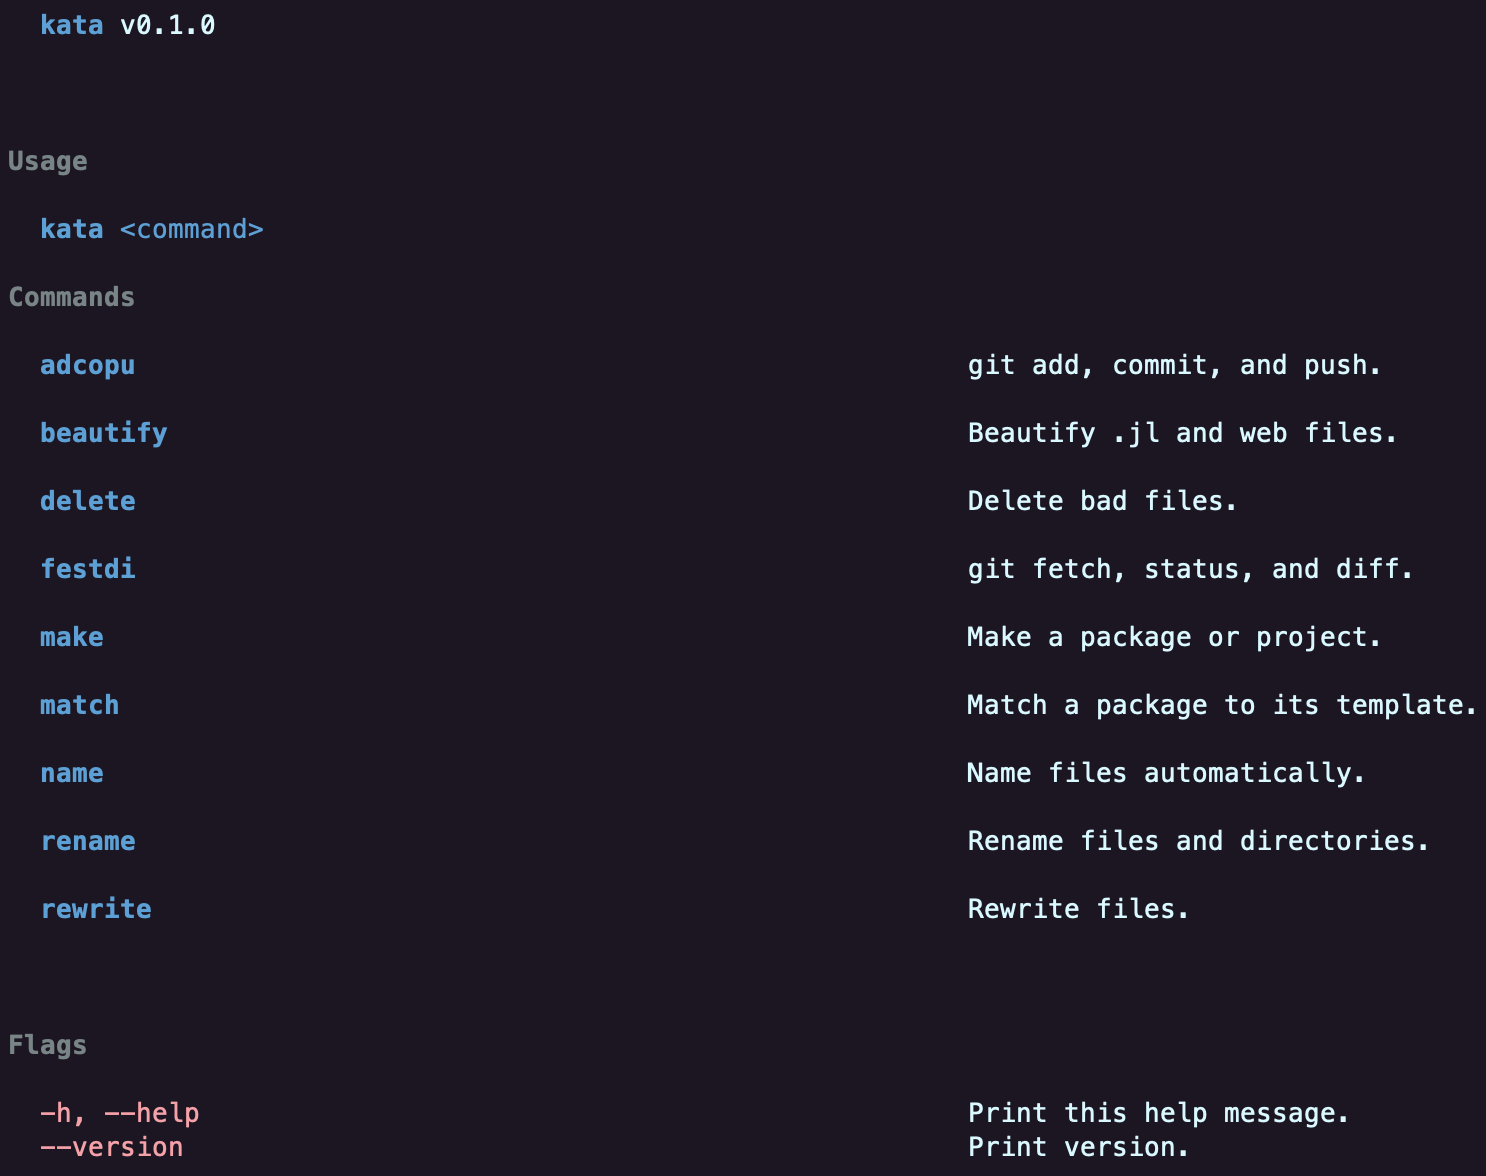 kata v0.1.0
Usage
kata <command>
Commands
adcopu git add, commit, and push.
beautify Beautify .jl and web files.
delete Delete bad files.
festdi git fetch, status, and diff.
make Make a package or project.
match Match a package to its template.
name Name files automatically.
rename Rename files and directories.
rewrite Rewrite files.
Flags
-h, --help Print this help message.
--version Print version.